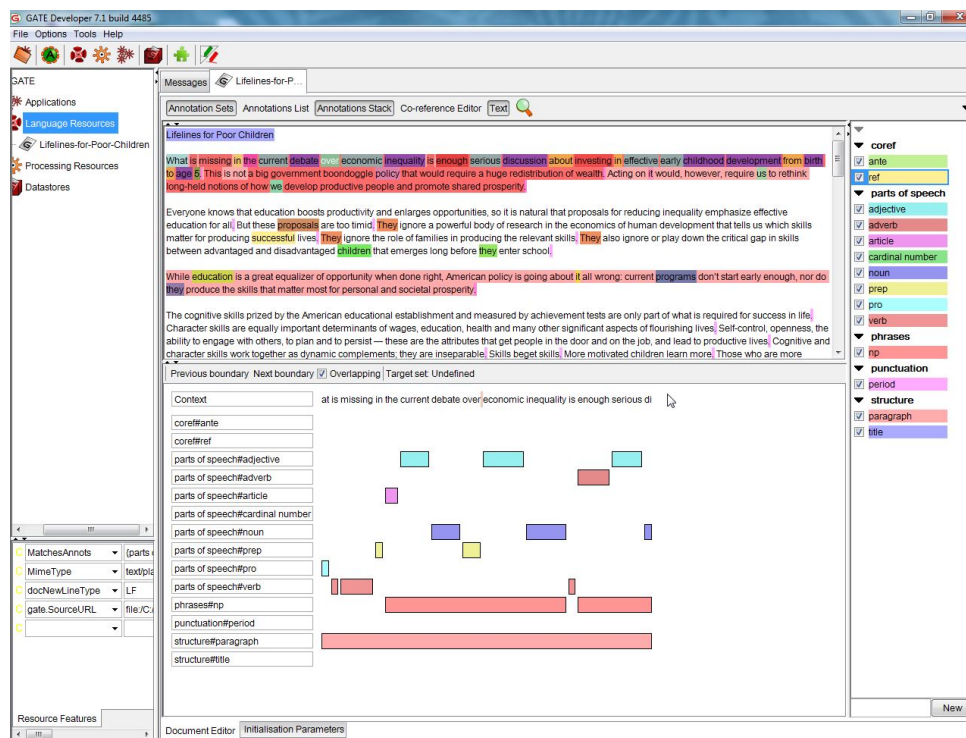 GATE Developer 7.1 build 4485
File Options Tools Help
GATE
Applications
Language Resources
Lifelines-for-Poor-Children
Processing Resources
Datastores
Messages
Lifelines-for-P...
Annotation Sets Annotations List Annotations Stack Co-reference Editor Text
Lifelines for Poor Children
What is missing in the current debate over economic inequality is enough serious discussion about investing in effective early childhood development from birth
to age 5. This is not a big government boondoggle policy that would require a huge redistribution of wealth. Acting on it would, however, require us to rethink
long-held notions of how we develop productive people and promote shared prosperity.
Everyone knows that education boosts productivity and enlarges opportunities, so it is natural that proposals for reducing inequality emphasize effective
education for all. But these proposals are too timid. They ignore a powerful body of research in the economics of human development that tells us which skills
matter for producing successful lives. They ignore the role of families in producing the relevant skills. They also ignore or play down the critical gap in skills
between advantaged and disadvantaged children that emerges long before they enter school.
While education is a great equalizer of opportunity when done right, American policy is going about it all wrong: current programs don't start early enough, nor do
they produce the skills that matter most for personal and societal prosperity.
The cognitive skills prized by the American educational establishment and measured by achievement tests are only part of what is required for success in life.
Character skills are equally important determinants of wages, education, health and many other significant aspects of flourishing lives. Self-control, openness, the
ability to engage with others, to plan and to persist — these are the attributes that get people in the door and on the job, and lead to productive lives. Cognitive and
character skills work together as dynamic complements; they are inseparable. Skills beget skills. More motivated children learn more. Those who are more
coref
ante
ref
parts of speech
adjective
adverb
article
cardinal number
noun
prep
pro
verb
phrases
np
punctuation
period
structure
paragraph
title
New
Previous boundary Next boundary Overlapping Target set: Undefined
Context at is missing in the current debate over economic inequality is enough serious di
coref#ante
coref#ref
parts of speech#adjective
parts of speech#adverb
parts of speech#article
parts of speech#cardinal number
parts of speech#noun
parts of speech#prep
parts of speech#pro
parts of speech#verb
phrases#np
punctuation#period
structure#paragraph
structure#title
C MatchesAnnots {parts
C MimeType text/pla
C docNewLineType LF
C gate.SourceURL file:/C:/
C
Resource Features
Document Editor Initialisation Parameters